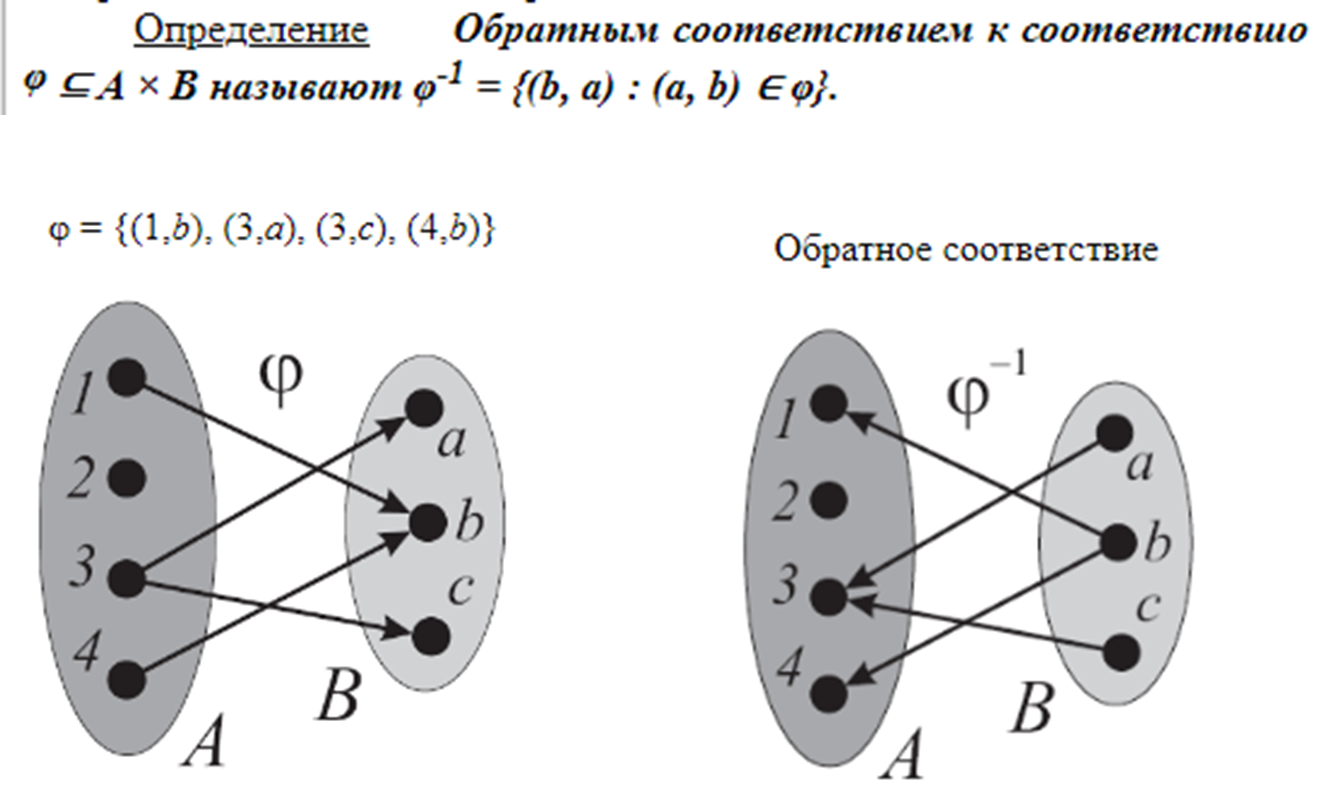 Определение Обратным соответствием к соответствшо
φ ⊆ A × B называют φ⁻¹ = {(b, a) : (a, b) ∈ φ}.
φ = {(1,b), (3,a), (3,c), (4,b)}
Обратное соответствие
φ
1
2
3
4
a
b
c
A
B
φ⁻¹
1
2
3
4
a
b
c
A
B